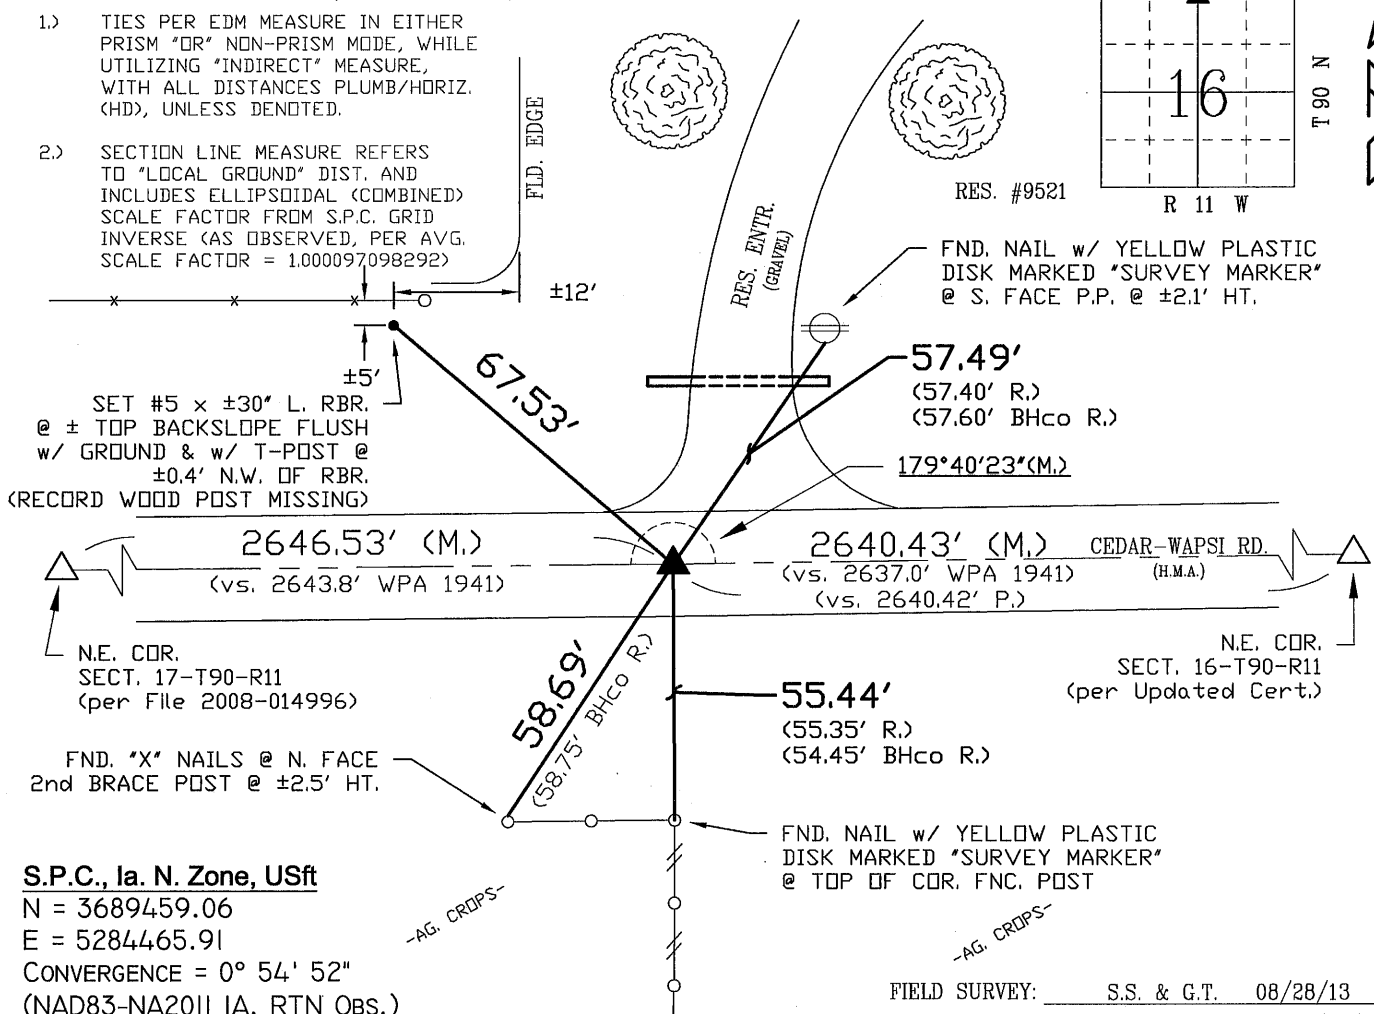 1.) TIES PER EDM MEASURE IN EITHER
PRISM "OR" NON-PRISM MODE, WHILE
UTILIZING "INDIRECT" MEASURE,
WITH ALL DISTANCES PLUMB/HORIZ.
(HD), UNLESS DENOTED.
2.) SECTION LINE MEASURE REFERS
TO "LOCAL GROUND" DIST. AND
INCLUDES ELLIPSOIDAL (COMBINED)
SCALE FACTOR FROM S.P.C. GRID
INVERSE (AS OBSERVED, PER AVG.
SCALE FACTOR = 1.000097098292)
FLD. EDGE
±12'
±5'
16
T 90 N
R 11 W
RES. #9521
RES. ENTR.
(GRAVEL)
FND. NAIL w/ YELLOW PLASTIC
DISK MARKED "SURVEY MARKER"
@ S. FACE P.P. @ ±2.1' HT.
67.53'
57.49'
(57.40' R.)
(57.60' BHco R.)
SET #5 x ±30" L. RBR.
@ ± TOP BACKSLOPE FLUSH
w/ GROUND & w/ T-POST @
±0.4' N.W. OF RBR.
(RECORD WOOD POST MISSING)
179°40'23"(M.)
2646.53' (M.)
(vs. 2643.8' WPA 1941)
2640.43' (M.)
(vs. 2637.0' WPA 1941)
(vs. 2640.42' P.)
CEDAR-WAPSI RD.
(H.M.A.)
N.E. COR.
SECT. 17-T90-R11
(per File 2008-014996)
N.E. COR.
SECT. 16-T90-R11
(per Updated Cert.)
58.69'
(58.75' BHco R.)
55.44'
(55.35' R.)
(54.45' BHco R.)
FND. "X" NAILS @ N. FACE
2nd BRACE POST @ ±2.5' HT.
FND. NAIL w/ YELLOW PLASTIC
DISK MARKED "SURVEY MARKER"
@ TOP OF COR. FNC. POST
S.P.C., Ia. N. Zone, USft
N = 3689459.06
E = 5284465.91
CONVERGENCE = 0° 54' 52"
(NAD83-NA2011 IA. RTN OBS.)
-AG. CROPS-
-AG. CROPS-
FIELD SURVEY: S.S. & G.T. 08/28/13